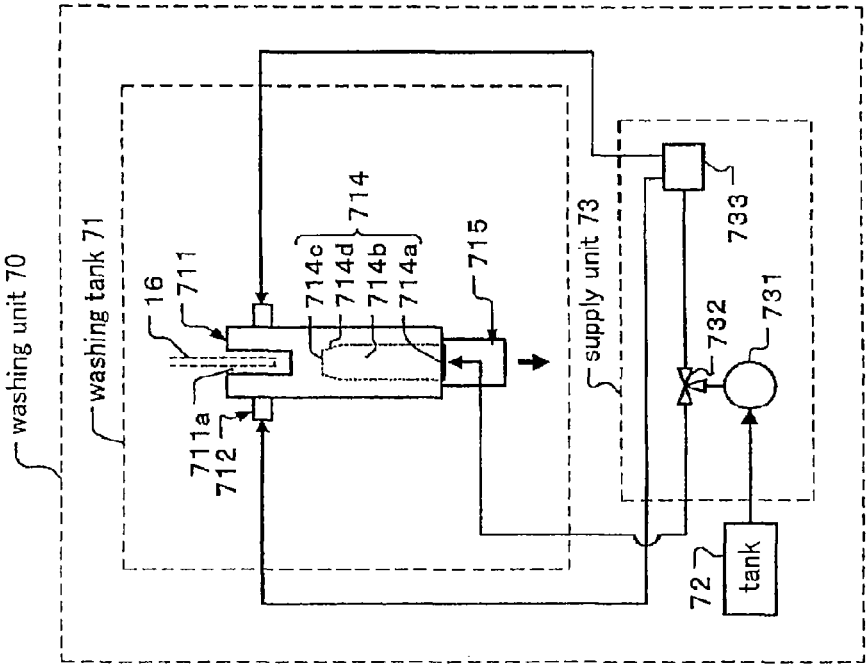 washing unit 70
washing tank 71
16
711
711a
712
714
714c
714d
714b
714a
715
supply unit 73
733
732
731
72
tank